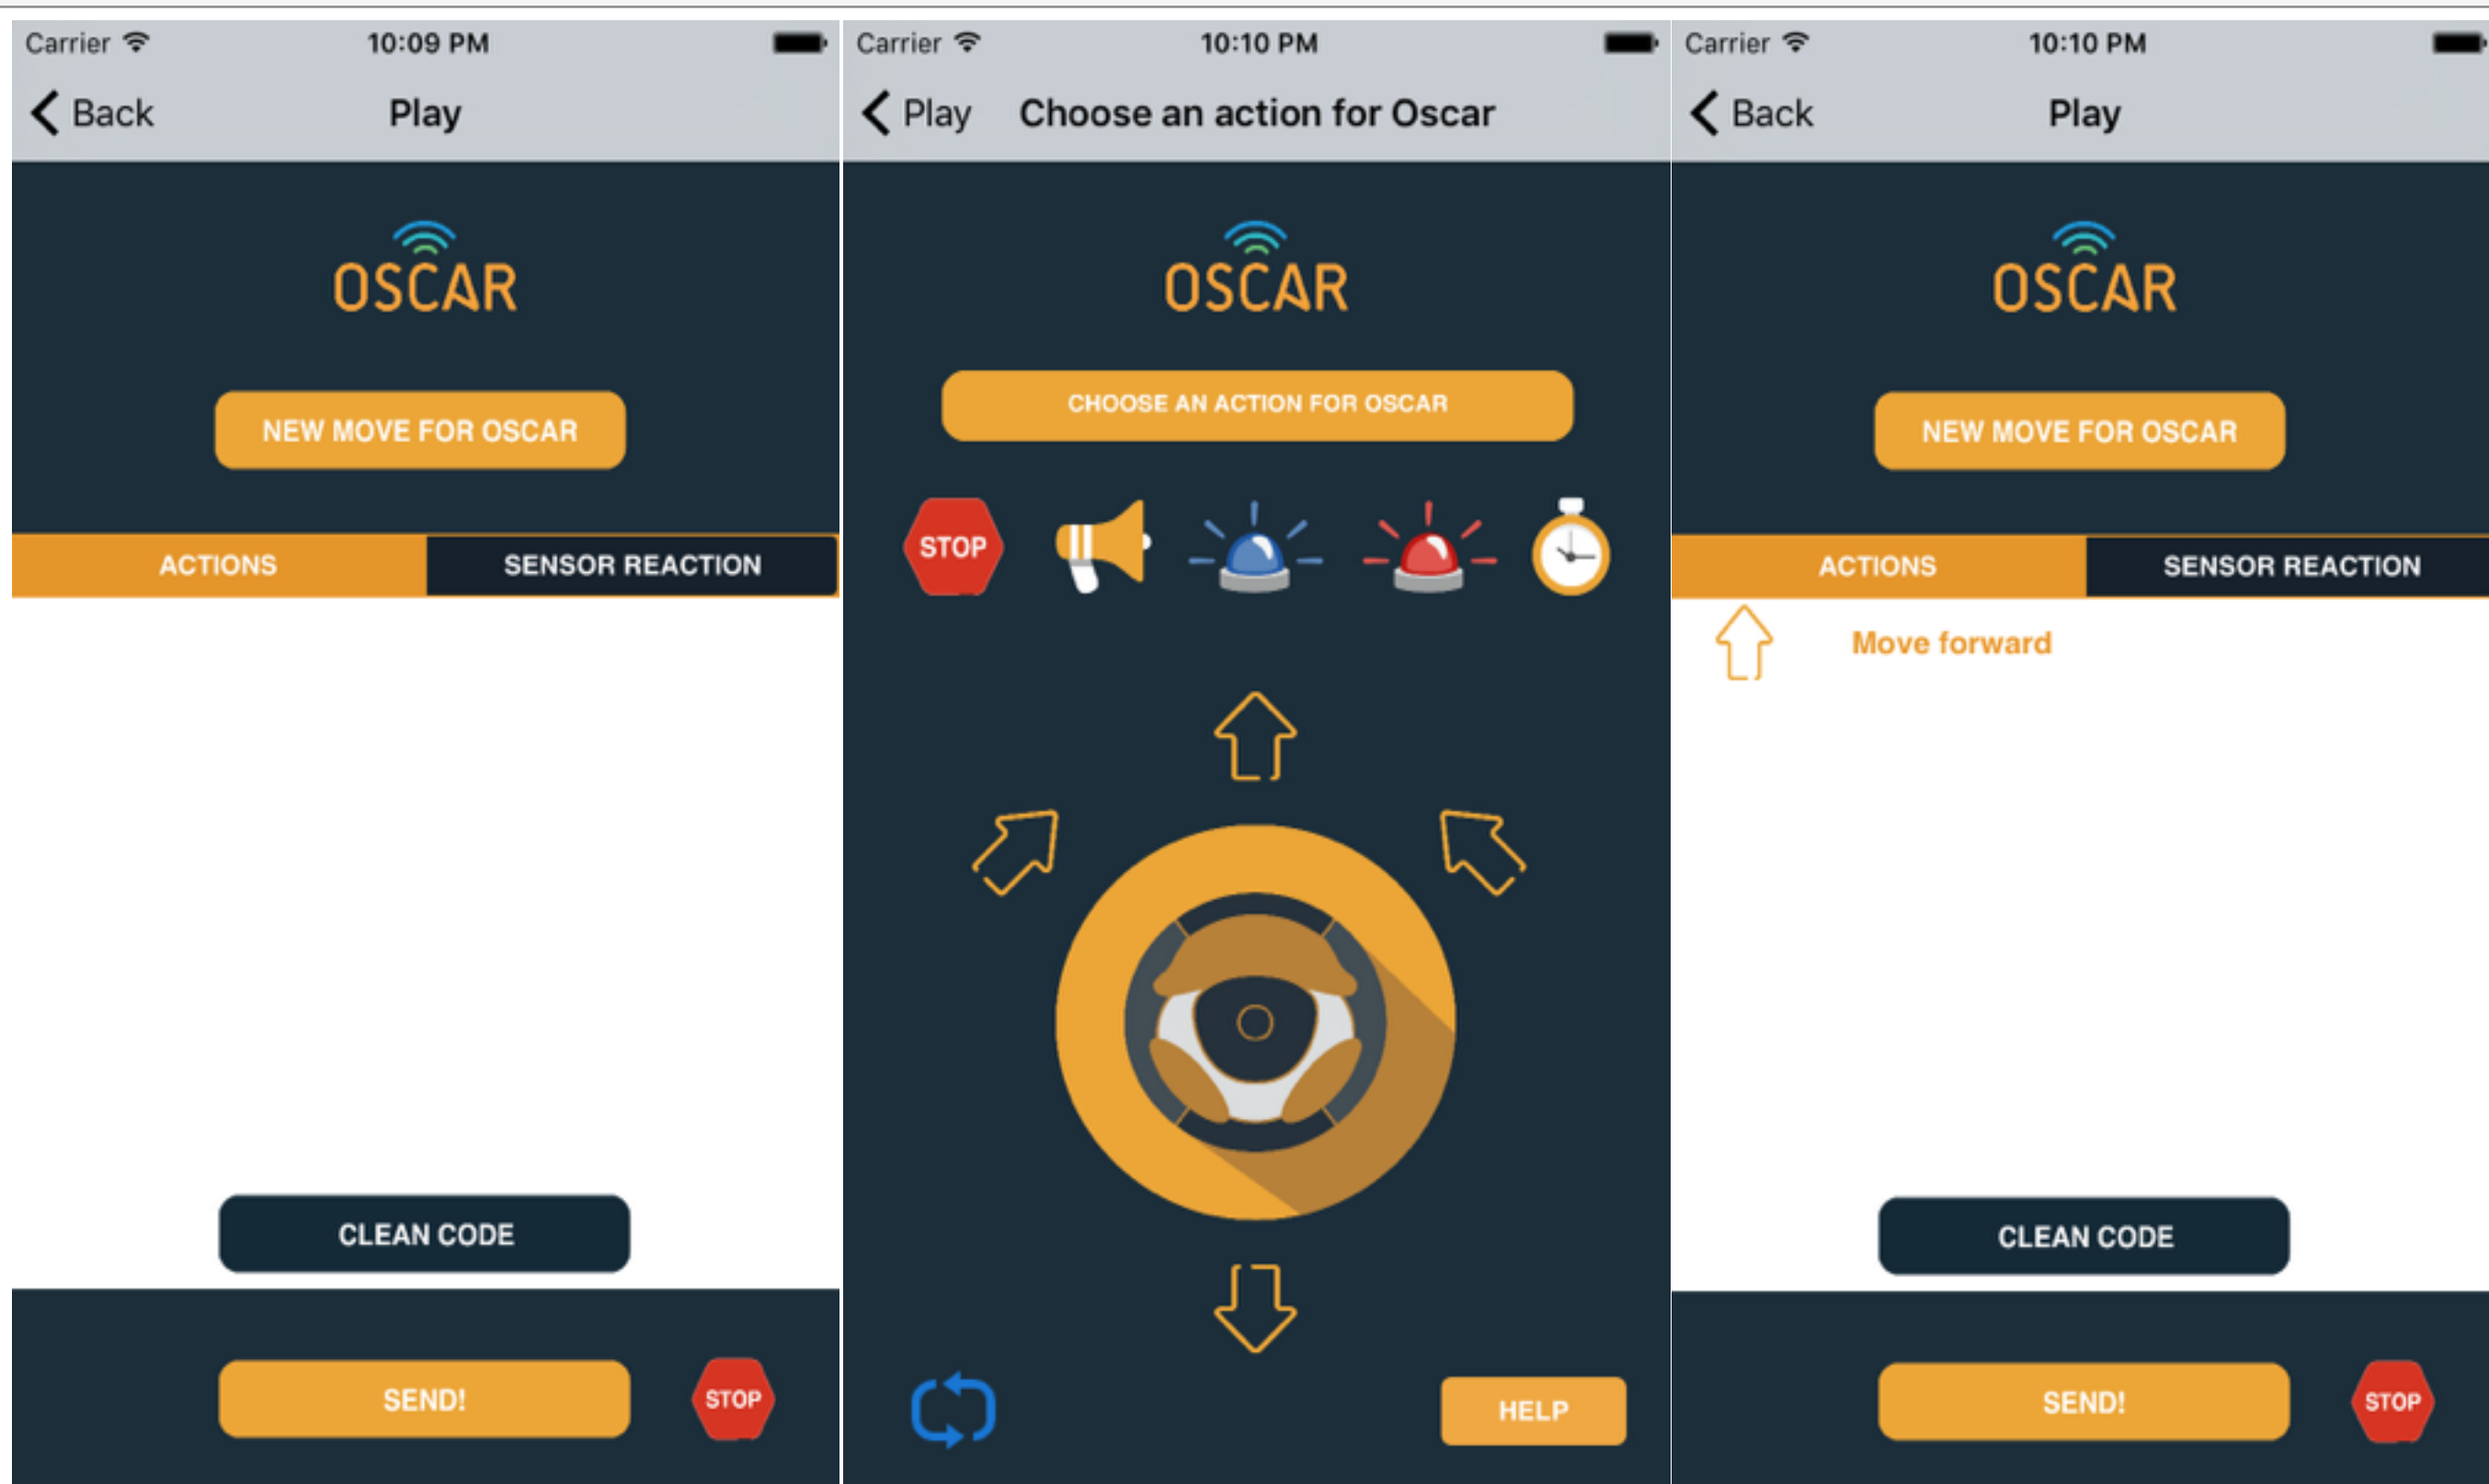 Carrier 10:09 PM
Back Play
OSCAR
NEW MOVE FOR OSCAR
ACTIONS SENSOR REACTION
CLEAN CODE
SEND! STOP
Carrier 10:10 PM
Play Choose an action for Oscar
OSCAR
CHOOSE AN ACTION FOR OSCAR
STOP
HELP
Carrier 10:10 PM
Back Play
OSCAR
NEW MOVE FOR OSCAR
ACTIONS SENSOR REACTION
Move forward
CLEAN CODE
SEND! STOP